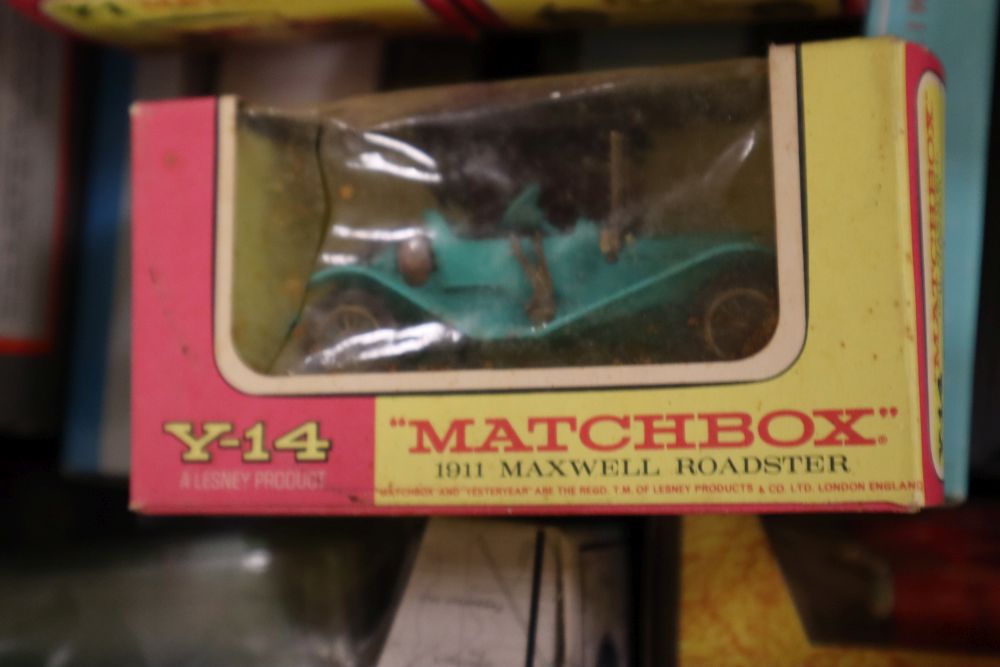 Y-14
A LESNEY PRODUCT
"MATCHBOX"
1911 MAXWELL ROADSTER
"MATCHBOX" AND "YESTERYEAR" ARE THE REGD. T.M. OF LESNEY PRODUCTS & CO. LTD. LONDON ENGLAND
"MATCHBOX"